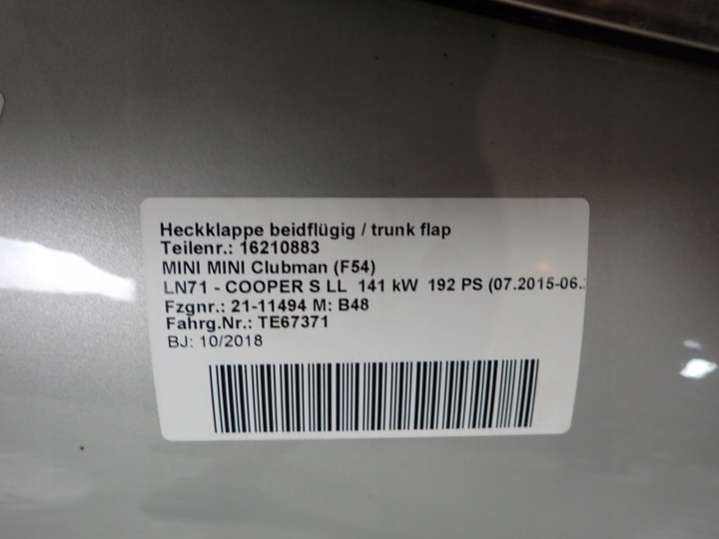 Heckklappe beidflügig / trunk flap
Teilenr.: 16210883
MINI MINI Clubman (F54)
LN71 - COOPER S LL 141 kW 192 PS (07.2015-06.
Fzgnr.: 21-11494 M: B48
Fahrg.Nr.: TE67371
BJ: 10/2018